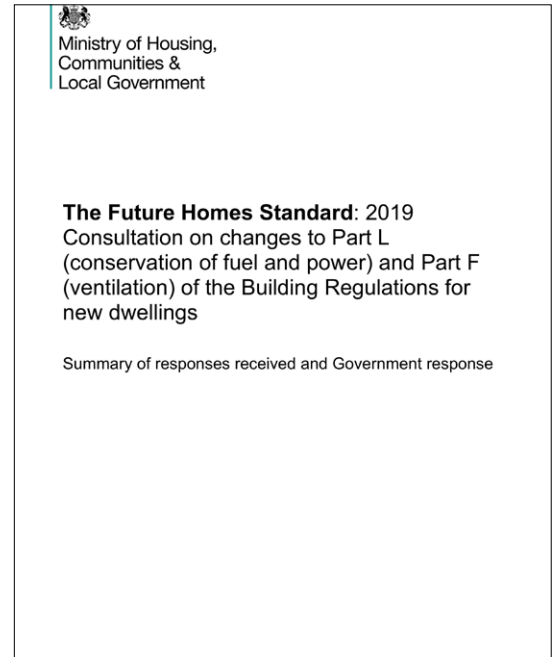 Ministry of Housing,
Communities &
Local Government
The Future Homes Standard: 2019
Consultation on changes to Part L
(conservation of fuel and power) and Part F
(ventilation) of the Building Regulations for
new dwellings
Summary of responses received and Government response